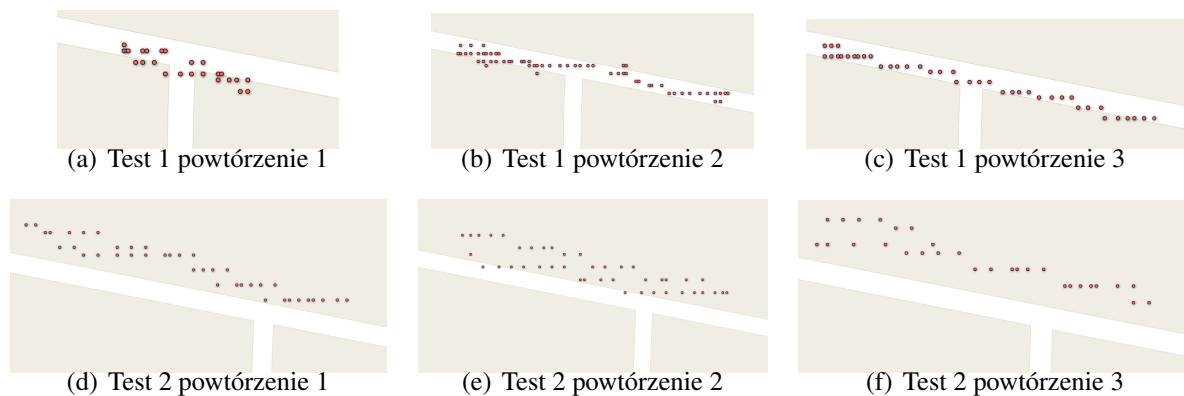 (a) Test 1 powtórzenie 1
(b) Test 1 powtórzenie 2
(c) Test 1 powtórzenie 3
(d) Test 2 powtórzenie 1
(e) Test 2 powtórzenie 2
(f) Test 2 powtórzenie 3